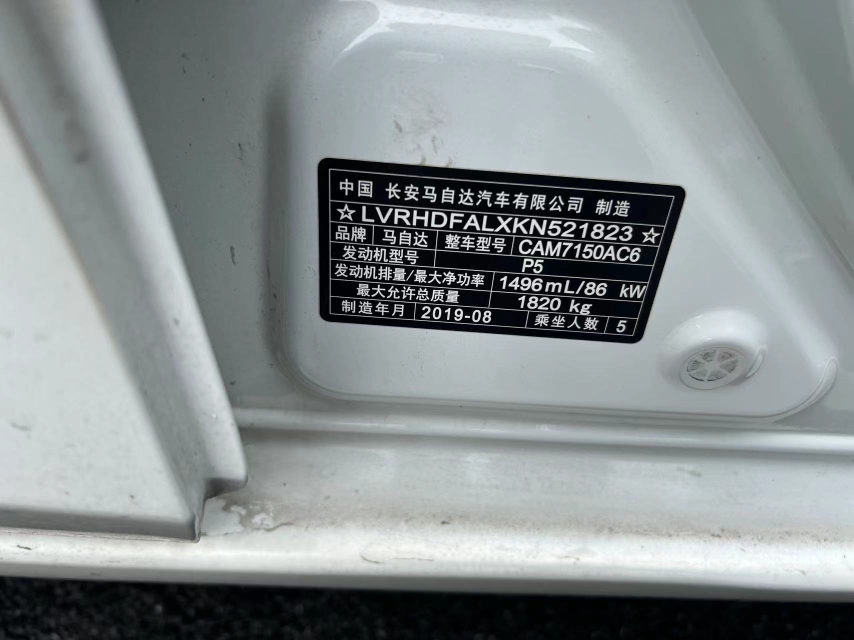 中国 长安马自达汽车有限公司 制造
☆LVRHDFALXKN521823☆
品牌 马自达 整车型号 CAM7150AC6
发动机型号 P5
发动机排量/最大净功率 1496mL/86 kW
最大允许总质量 1820 kg
制造年月 2019-08 乘坐人数 5